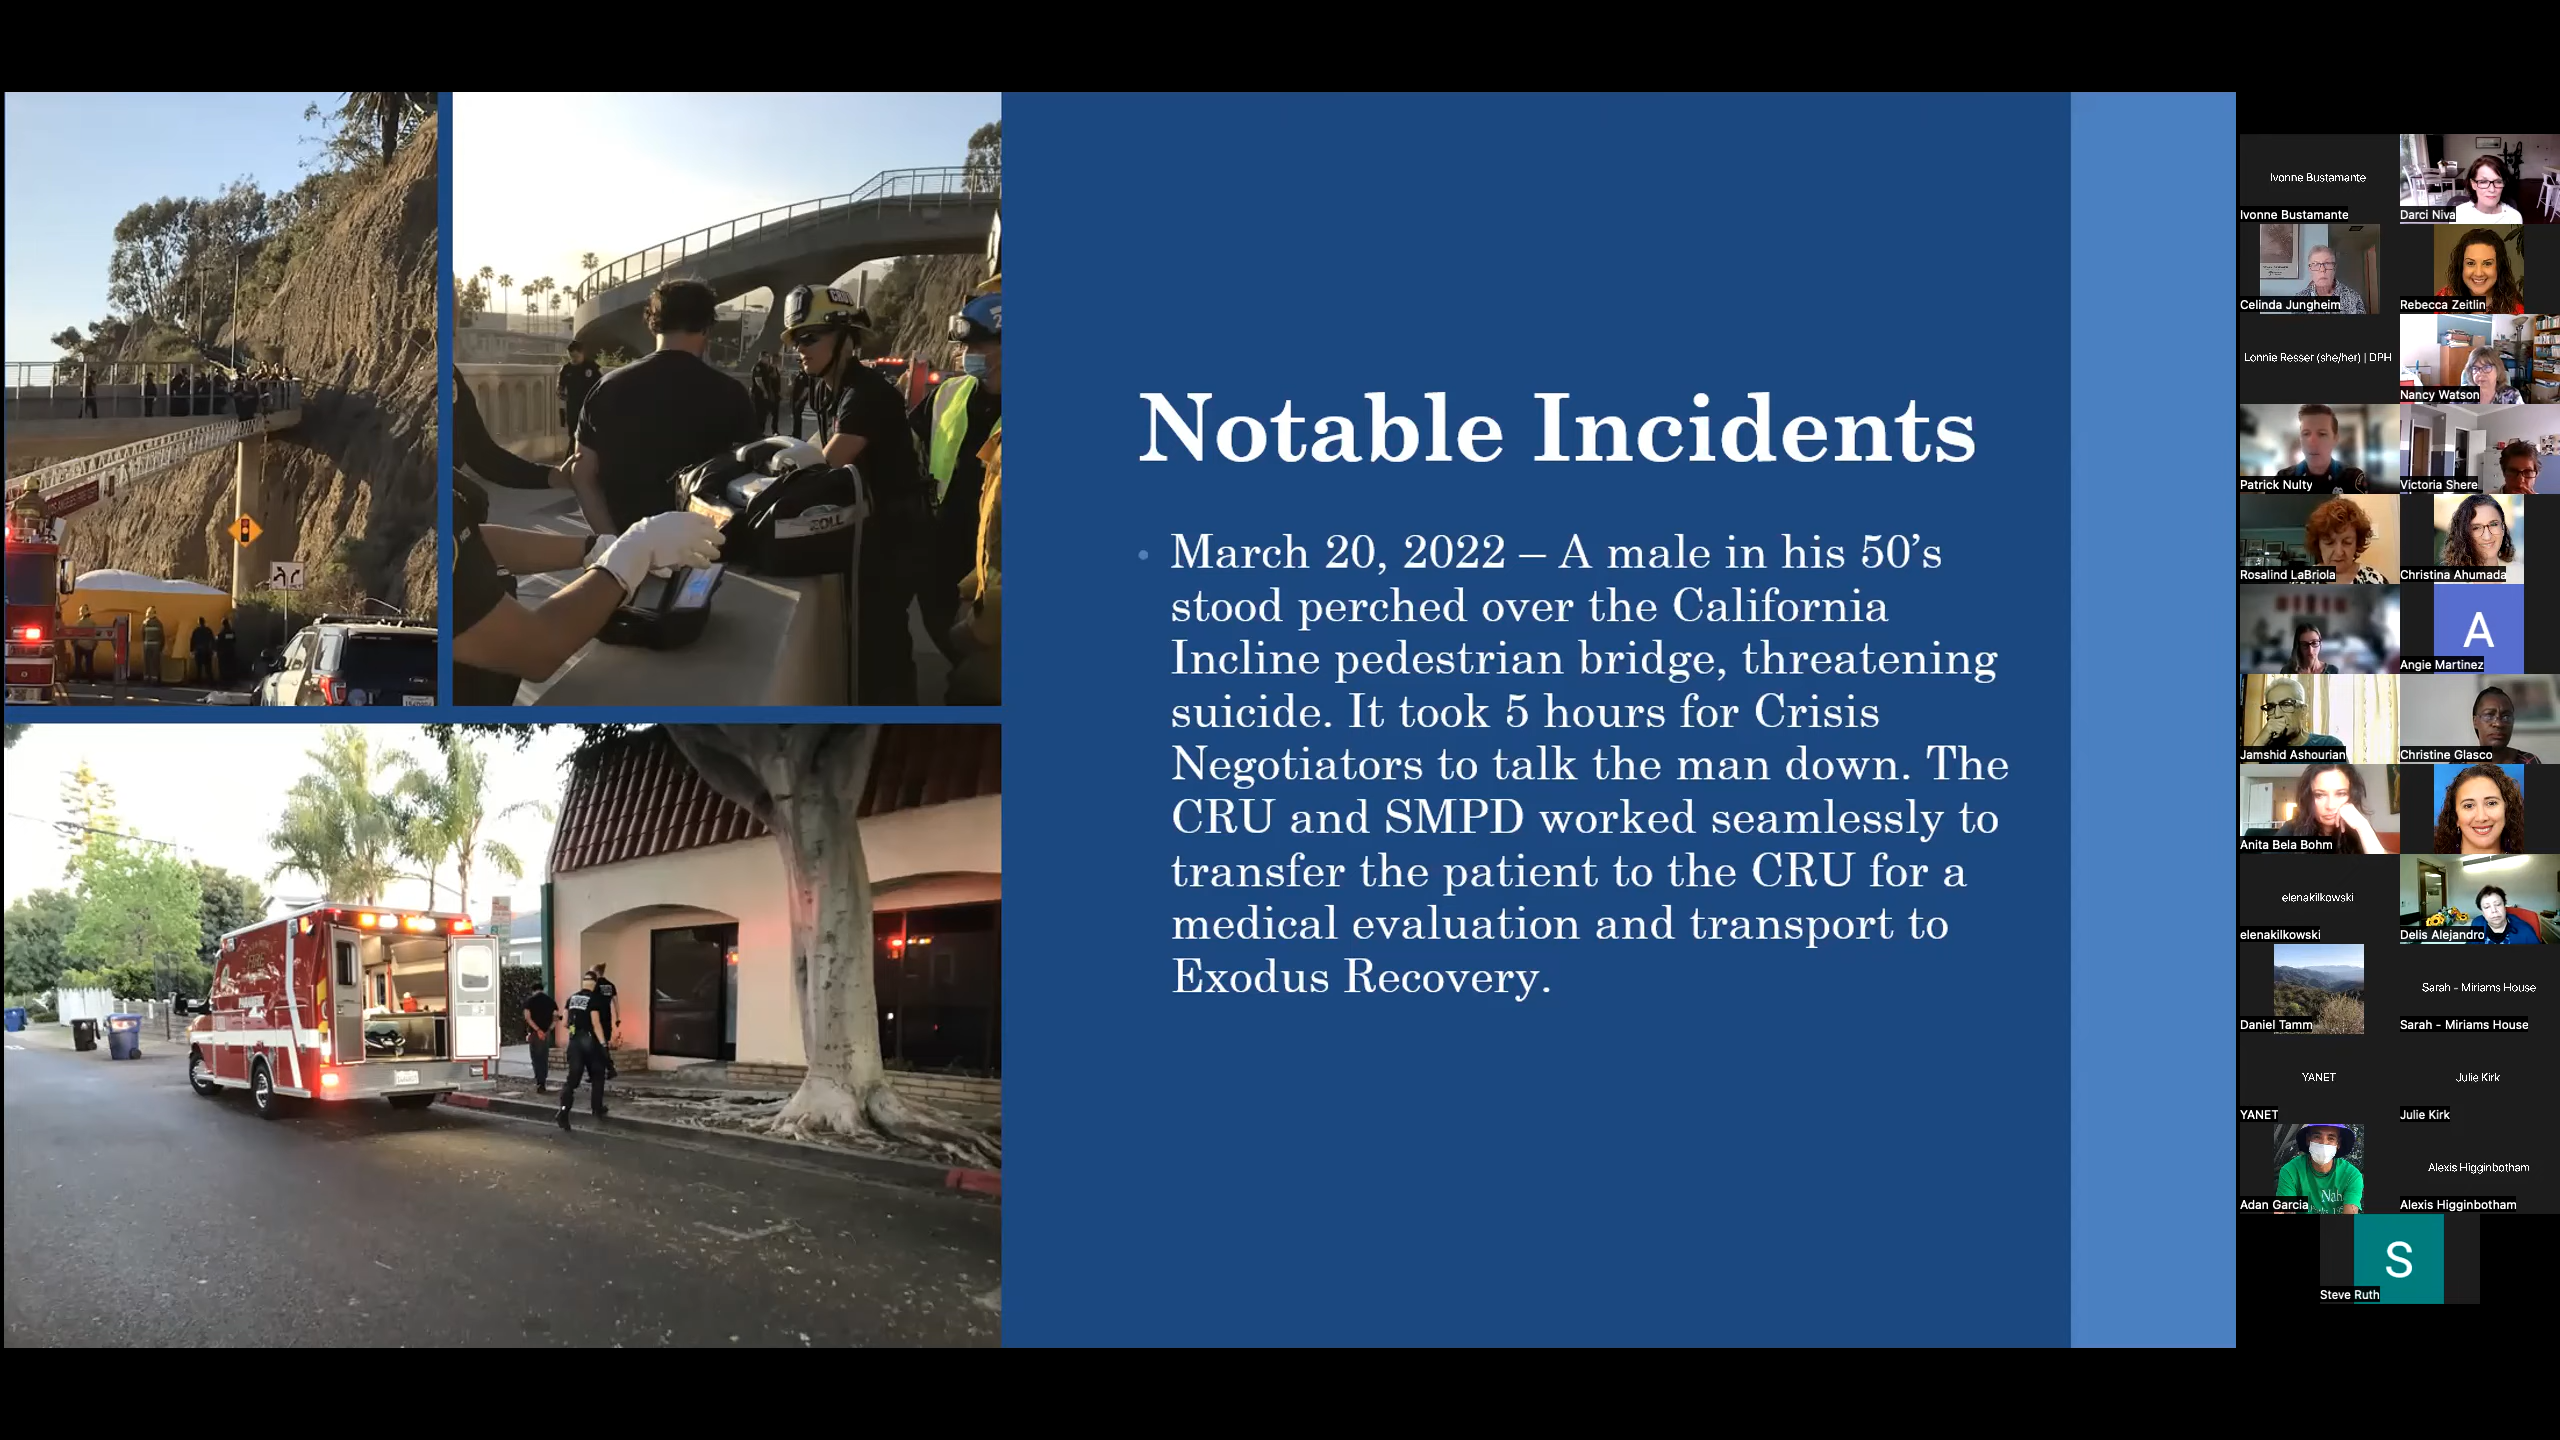 Notable Incidents
• March 20, 2022 – A male in his 50’s
stood perched over the California
Incline pedestrian bridge, threatening
suicide. It took 5 hours for Crisis
Negotiators to talk the man down. The
CRU and SMPD worked seamlessly to
transfer the patient to the CRU for a
medical evaluation and transport to
Exodus Recovery.
ZOLL
FIRE
Ivonne Bustamante
Ivonne Bustamante
Darci Niva
Celinda Jungheim
Rebecca Zeitlin
Lonnie Resser (she/her) | DPH
Nancy Watson
Patrick Nulty
Victoria Shere
Rosalind LaBriola
Christina Ahumada
A
Angie Martinez
Jamshid Ashourian
Christine Glasco
Anita Bela Bohm
elenakilkowski
elenakilkowski
Delis Alejandro
Daniel Tamm
Sarah - Miriams House
Sarah - Miriams House
YANET
YANET
Julie Kirk
Julie Kirk
Nah
Adan Garcia
Alexis Higginbotham
Alexis Higginbotham
S
Steve Ruth